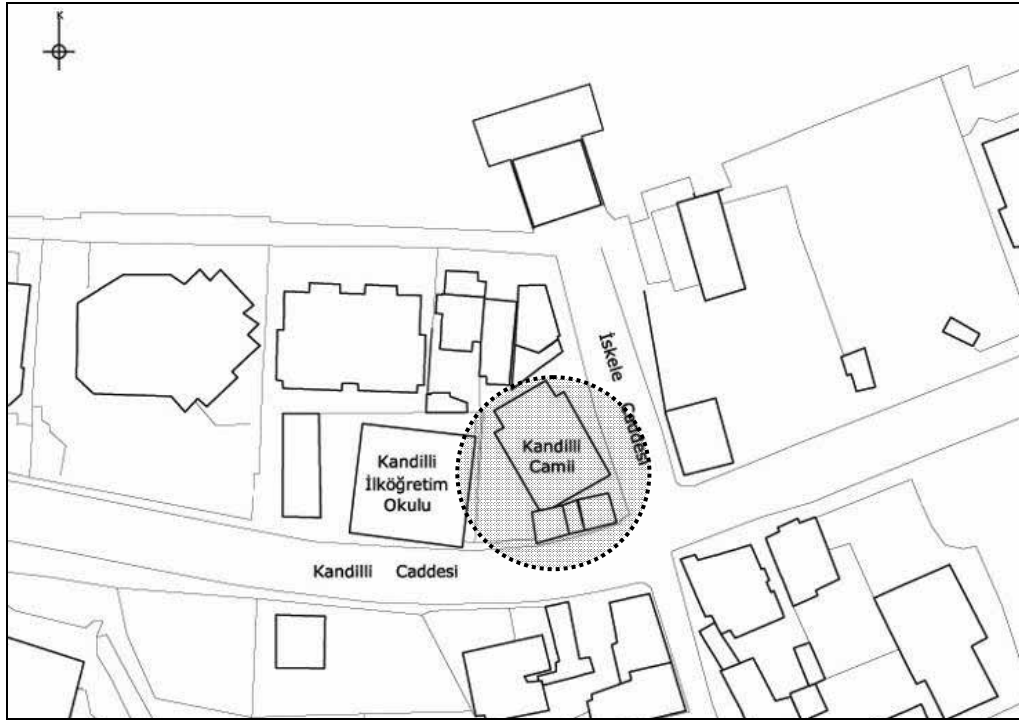 K
İskele Caddesi
Kandilli
Camii
Kandilli
İlköğretim
Okulu
Kandilli Caddesi